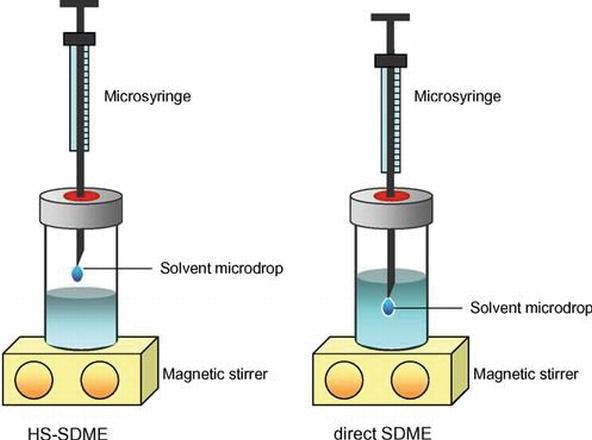 Microsyringe
Microsyringe
Solvent microdrop
Solvent microdrop
Magnetic stirrer
Magnetic stirrer
HS-SDME
direct SDME